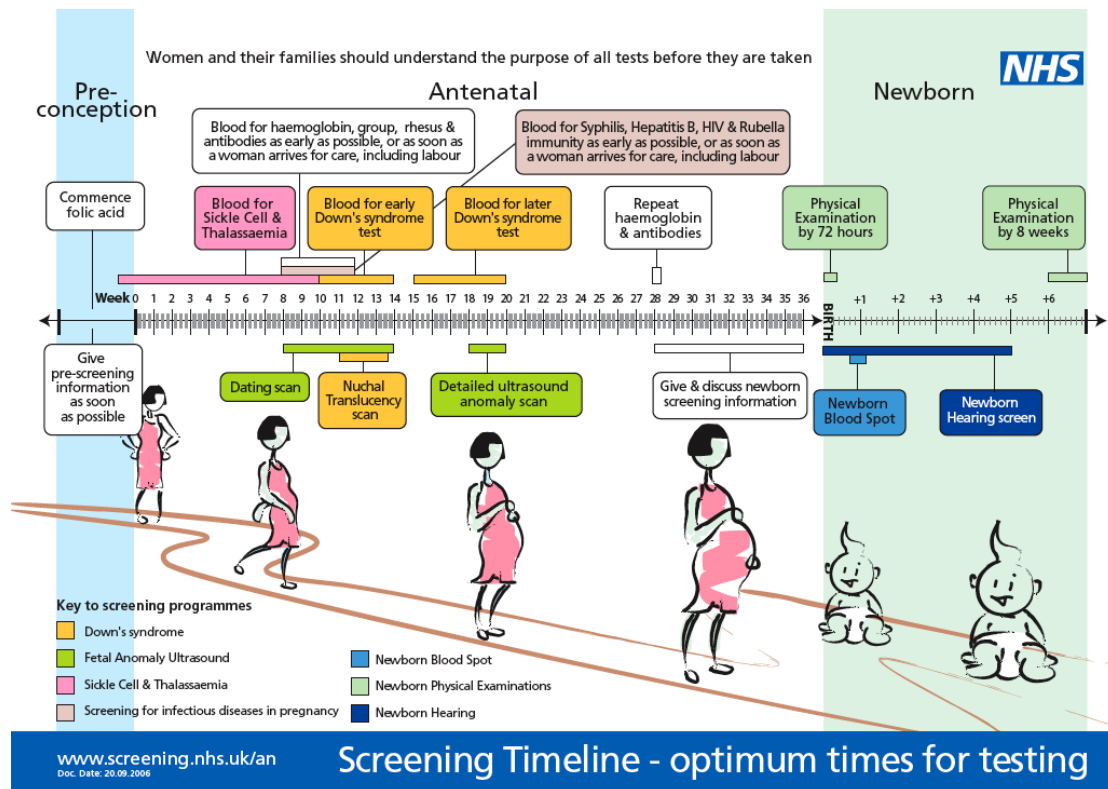 Women and their families should understand the purpose of all tests before they are taken
NHS
Pre-
conception
Antenatal
Newborn
Blood for haemoglobin, group, rhesus &
antibodies as early as possible, or as soon as
a woman arrives for care, including labour
Blood for Syphilis, Hepatitis B, HIV & Rubella
immunity as early as possible, or as soon as
a woman arrives for care, including labour
Commence
folic acid
Blood for
Sickle Cell &
Thalassaemia
Blood for early
Down's syndrome
test
Blood for later
Down's syndrome
test
Repeat
haemoglobin
& antibodies
Physical
Examination
by 72 hours
Physical
Examination
by 8 weeks
Week 0 1 2 3 4 5 6 7 8 9 10 11 12 13 14 15 16 17 18 19 20 21 22 23 24 25 26 27 28 29 30 31 32 33 34 35 36 BIRTH +1 +2 +3 +4 +5 +6
Give
pre-screening
information
as soon
as possible
Dating scan
Nuchal
Translucency
scan
Detailed ultrasound
anomaly scan
Give & discuss newborn
screening information
Newborn
Blood Spot
Newborn
Hearing screen
Key to screening programmes
Down's syndrome
Fetal Anomaly Ultrasound
Sickle Cell & Thalassaemia
Screening for infectious diseases in pregnancy
Newborn Blood Spot
Newborn Physical Examinations
Newborn Hearing
www.screening.nhs.uk/an
Doc. Date: 20.09.2006
Screening Timeline - optimum times for testing